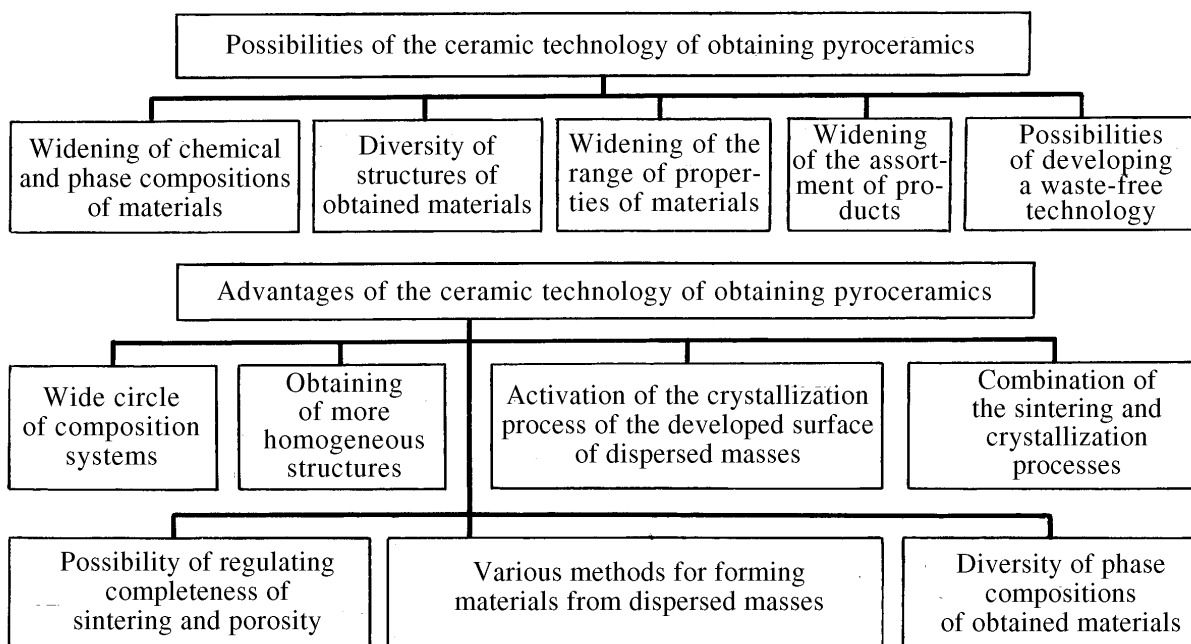 Possibilities of the ceramic technology of obtaining pyroceramics
Widening of chemical
and phase compositions
of materials
Diversity of
structures of
obtained materials
Widening of the
range of proper-
ties of materials
Widening
of the assort-
ment of pro-
ducts
Possibilities
of developing
a waste-free
technology
Advantages of the ceramic technology of obtaining pyroceramics
Wide circle
of composition
systems
Obtaining
of more
homogeneous
structures
Activation of the crystallization
process of the developed surface
of dispersed masses
Combination of
the sintering and
crystallization
processes
Possibility of regulating
completeness of
sintering and porosity
Various methods for forming
materials from dispersed masses
Diversity of phase
compositions
of obtained materials